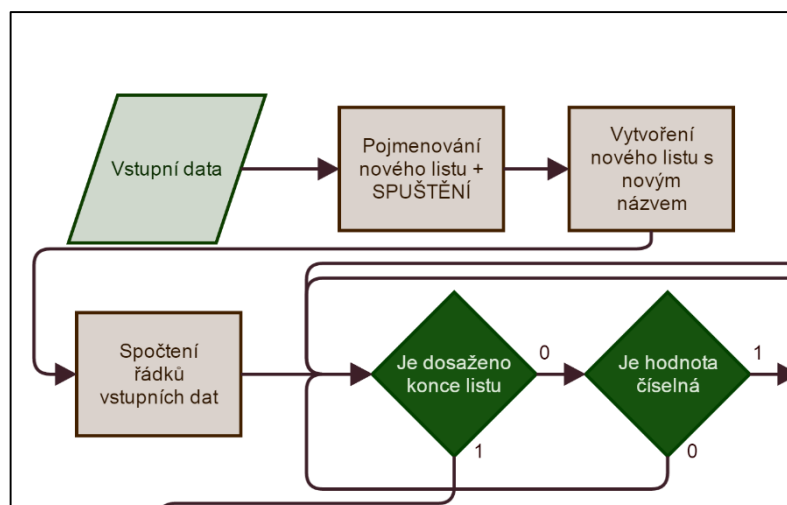 Vstupní data
Pojmenování
nového listu +
SPUŠTĚNÍ
Vytvoření
nového listu s
novým
názvem
Spočtení
řádků
vstupních dat
Je dosaženo
konce listu
0
1
Je hodnota
číselná
1
0